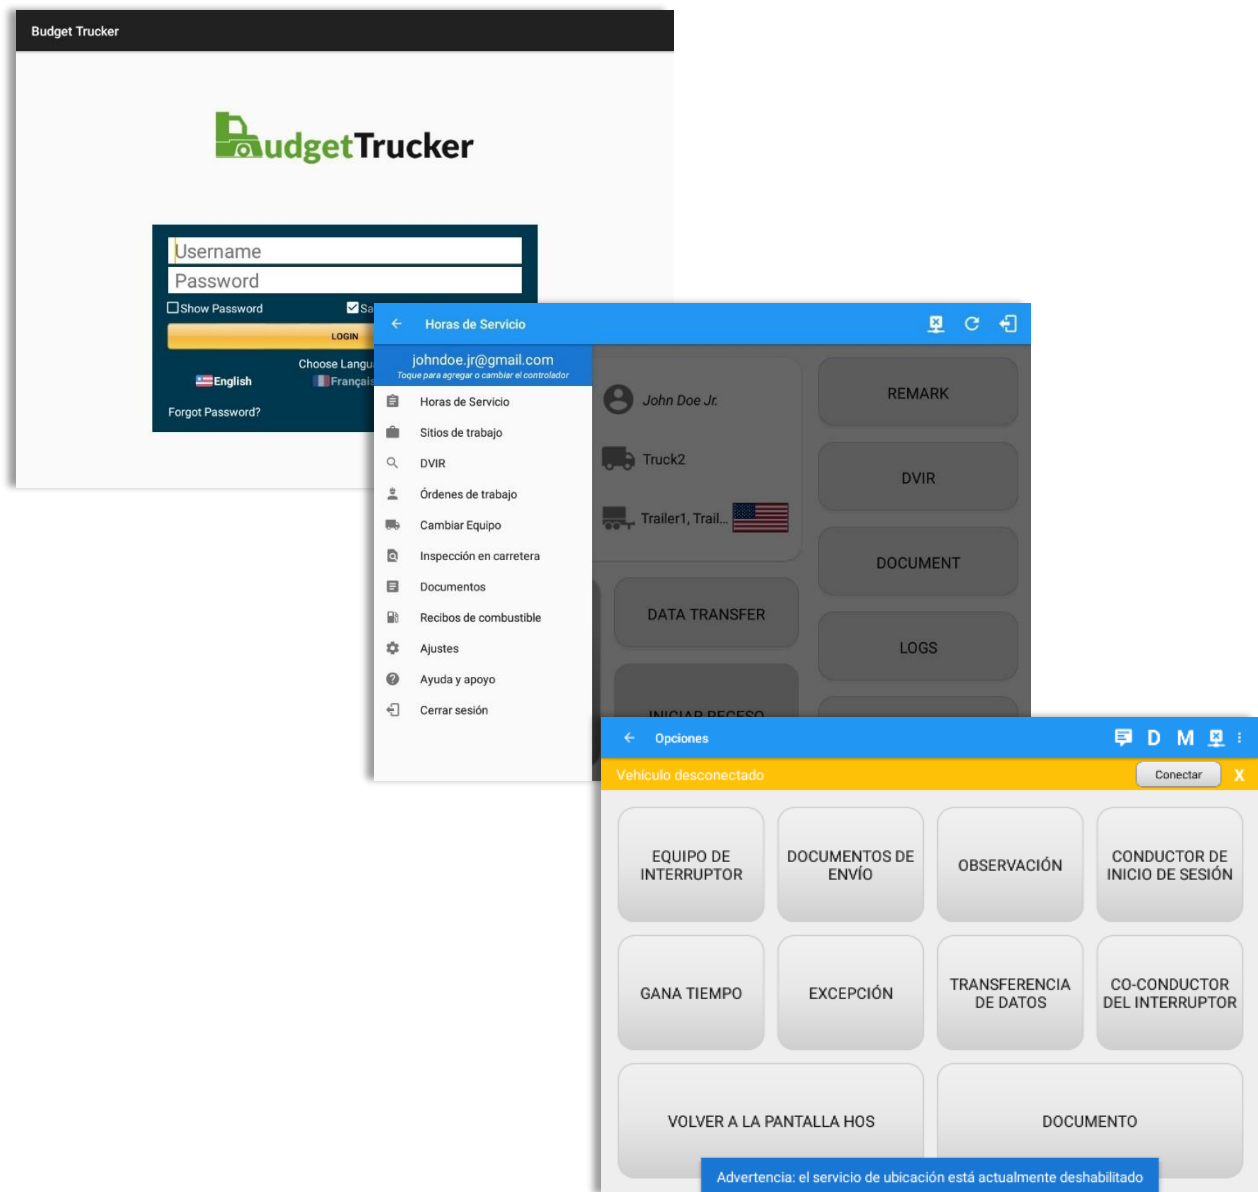 Budget Trucker
BudgetTrucker
Username
Password
Show Password
LOGIN
English
Forgot Password?
Horas de Servicio
johndoe.jr@gmail.com
Toque para agregar o cambiar el controlador
Horas de Servicio
Sitios de trabajo
DVIR
Órdenes de trabajo
Cambiar Equipo
Inspección en carretera
Documentos
Recibos de combustible
Ajustes
Ayuda y apoyo
Cerrar sesión
John Doe Jr.
Truck2
Trailer1, Trail...
DATA TRANSFER
INICIAR RECESO
REMARK
DVIR
DOCUMENT
LOGS
Opciones
D M
Vehículo desconectado
Conectar X
EQUIPO DE
INTERRUPTOR
DOCUMENTOS DE
ENVÍO
OBSERVACIÓN
CONDUCTOR DE
INICIO DE SESIÓN
GANA TIEMPO
EXCEPCIÓN
TRANSFERENCIA
DE DATOS
CO-CONDUCTOR
DEL INTERRUPTOR
VOLVER A LA PANTALLA HOS
DOCUMENTO
Advertencia: el servicio de ubicación está actualmente deshabilitado